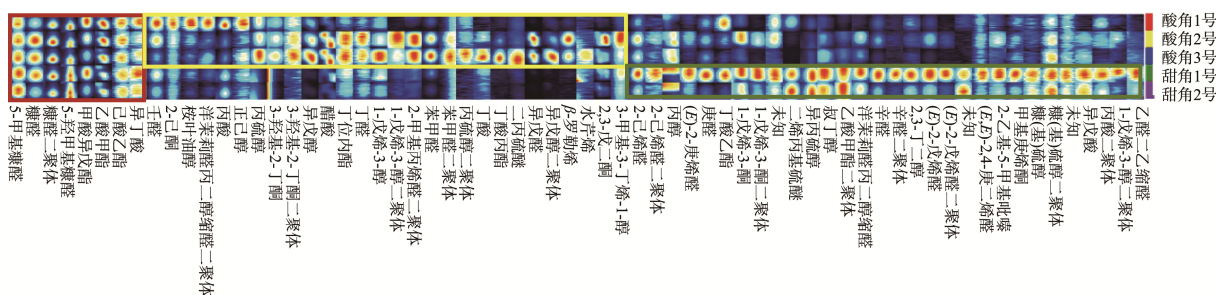 酸角1号
酸角2号
酸角3号
甜角1号
甜角2号
5-甲基糠醛
糠醛
糠醛二聚体
5-羟甲基糠醛
甲酸异戊酯
乙酸甲酯
己酸乙酯
异丁酸
壬醛
2-己酮
桉叶油醇
洋茉莉醛丙二醇缩醛二聚体
丙酸
正己醇
丙硫醇
3-羟基-2-丁酮
3-羟基-2-丁酮二聚体
异戊醇
醋酸
丁位内酯
丁醛
1-戊烯-3-醇
1-戊烯-3-醇二聚体
2-甲基丙烯醛二聚体
苯甲醛
苯甲醛二聚体
丙硫醇二聚体
丁酸
丁酸丙酯
二丙硫醚
异戊醛
异戊醇二聚体
β-罗勒烯
水芹烯
2,3-戊二酮
3-甲基-3-丁烯-1-醇
2-己烯醛
2-己烯醛二聚体
丙醇
(E)-2-庚烯醛
庚醛
丁酸乙酯
1-戊烯-3-酮
1-戊烯-3-酮二聚体
未知
二烯丙基硫醚
异丙硫醇
叔丁醇
乙酸甲酯二聚体
洋茉莉醛丙二醇缩醛
辛醛
辛醛二聚体
2,3-丁二醇
(E)-2-戊烯醛
(E)-2-戊烯醛二聚体
未知
(E,E)-2,4-庚二烯醛
2-乙基-5-甲基吡嗪
甲基庚烯酮
糠(基)硫醇
糠(基)硫醇二聚体
未知
异戊酸
丙酸二聚体
1-戊烯-3-醇二聚体
乙醛二乙缩醛